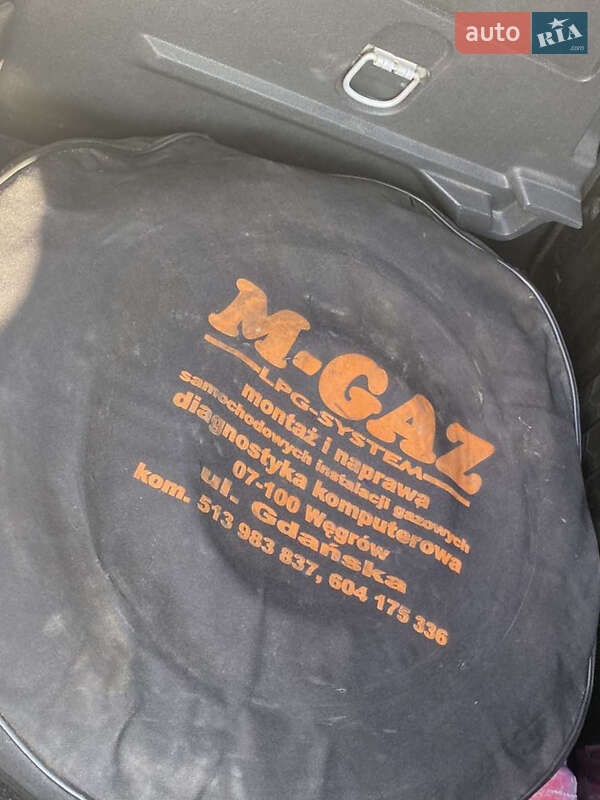 auto RIA .com
M-GAZ
LPG-SYSTEM
montaż i naprawa
samochodowych instalacji gazowych
diagnostyka komputerowa
07-100 Węgrów
ul. Gdańska
kom. 513 983 837, 604 175 336